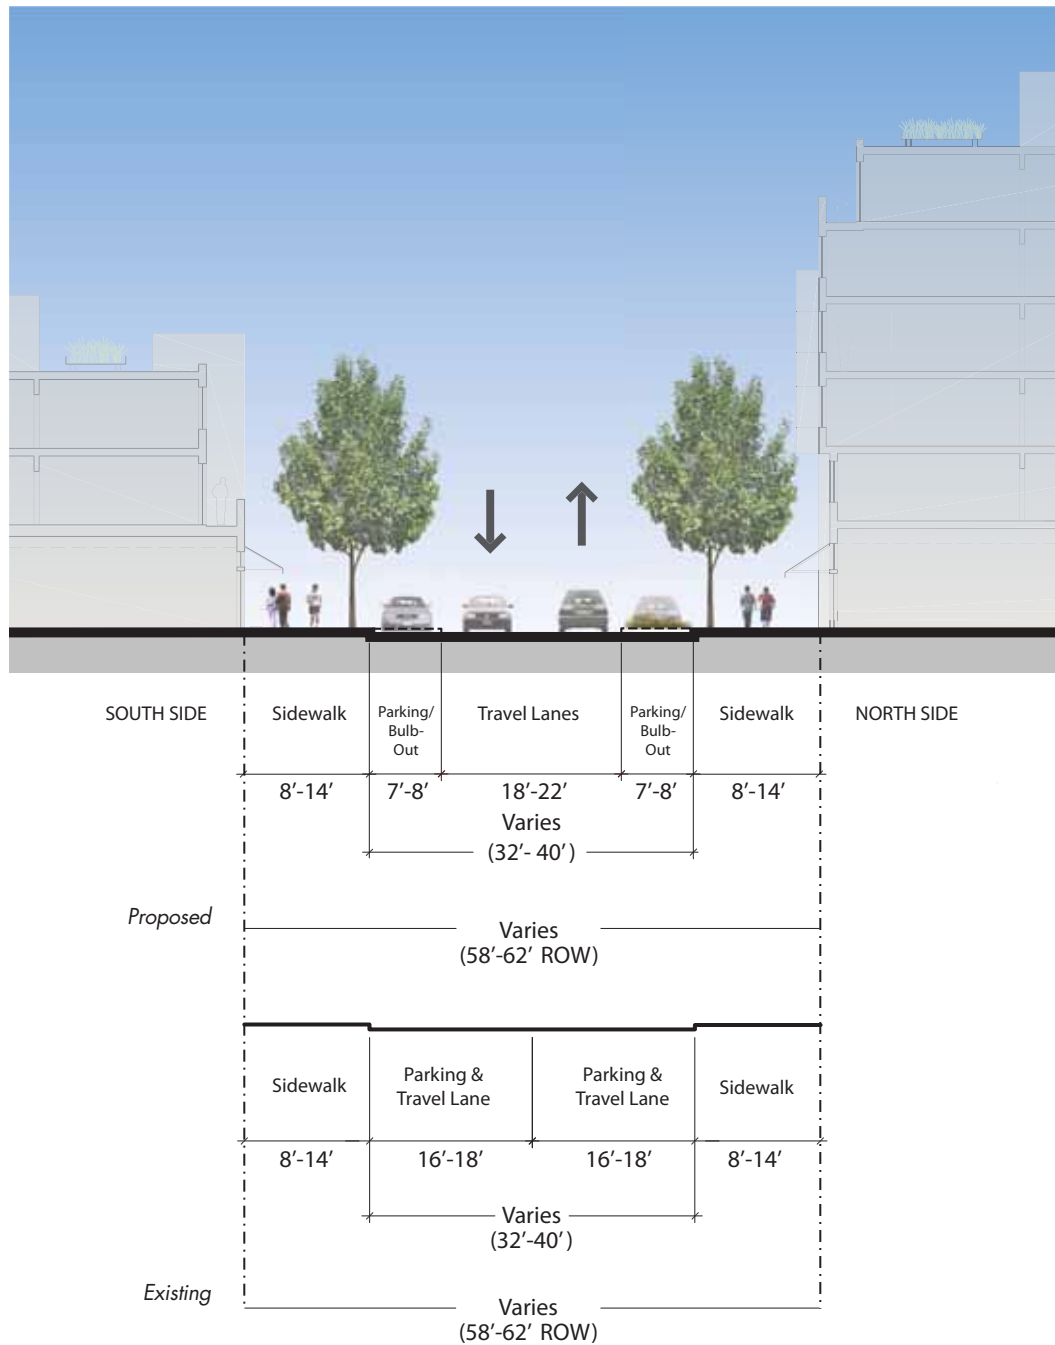 SOUTH SIDE
Sidewalk
Parking/
Bulb-
Out
Travel Lanes
Parking/
Bulb-
Out
Sidewalk
NORTH SIDE
8’-14’
7’-8’
18’-22’
7’-8’
8’-14’
Varies
(32’- 40’)
Proposed
Varies
(58’-62’ ROW)
Sidewalk
Parking &
Travel Lane
Parking &
Travel Lane
Sidewalk
8’-14’
16’-18’
16’-18’
8’-14’
Varies
(32’-40’)
Existing
Varies
(58’-62’ ROW)